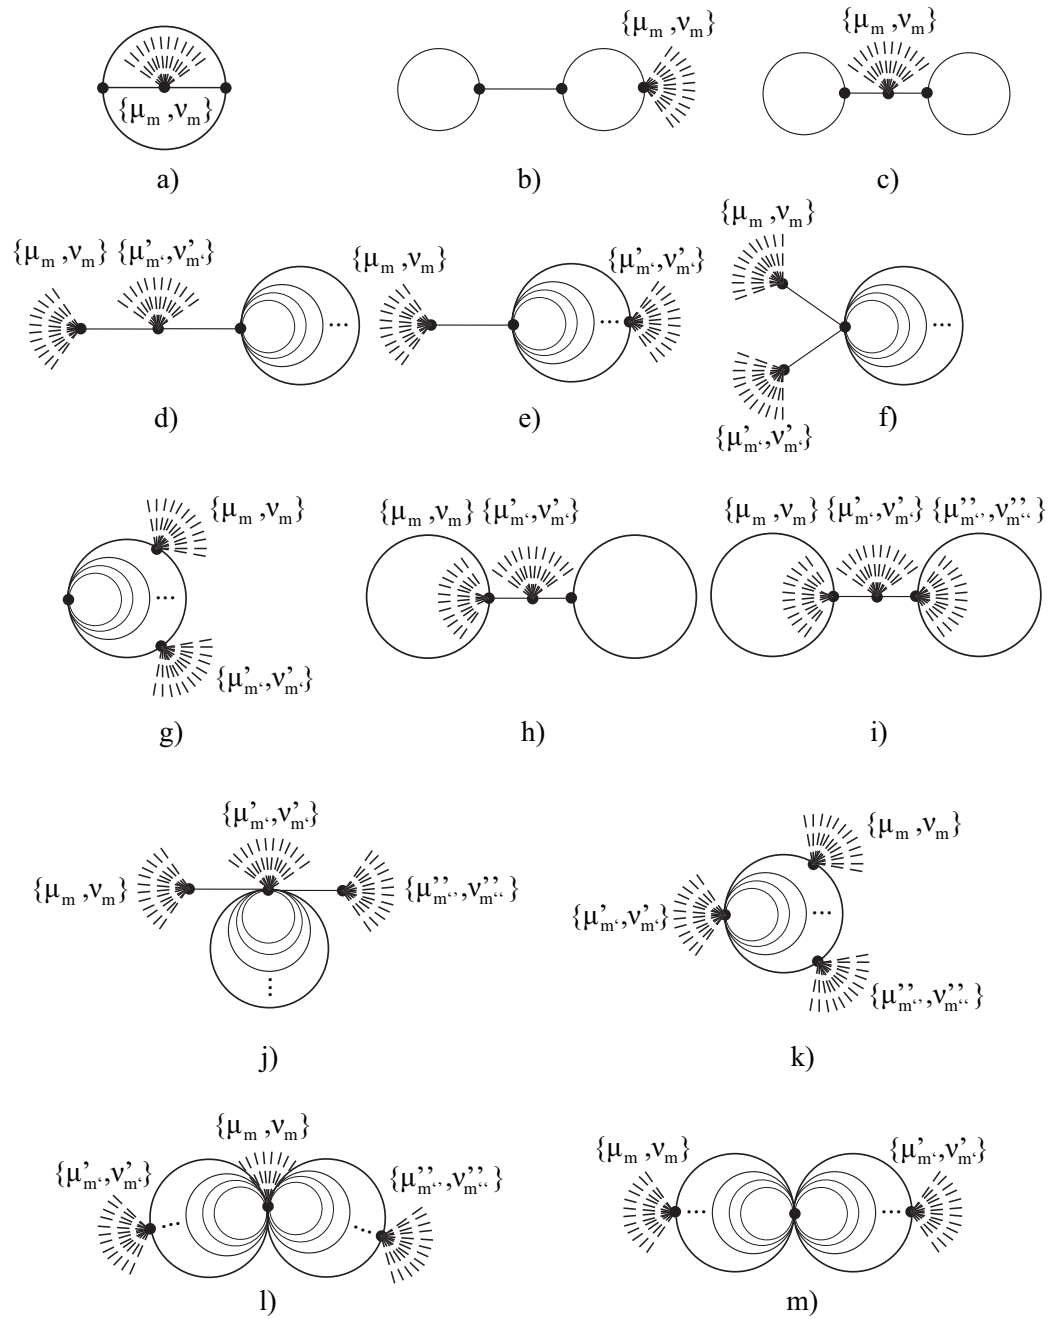 {μₘ ,νₘ}
{μₘ ,νₘ}
{μₘ ,νₘ}
a)
b)
c)
{μₘ ,νₘ} {μ'ₘ‘,ν'ₘ‘}
{μₘ ,νₘ}
{μ'ₘ‘,ν'ₘ‘}
{μₘ ,νₘ}
...
...
...
d)
e)
{μ'ₘ‘,ν'ₘ‘}
f)
{μₘ ,νₘ}
...
{μ'ₘ‘,ν'ₘ‘}
g)
{μₘ ,νₘ} {μ'ₘ‘,ν'ₘ‘}
h)
{μₘ ,νₘ} {μ'ₘ‘,ν'ₘ‘} {μ''ₘ‘‘,ν''ₘ‘‘}
i)
{μ'ₘ‘,ν'ₘ‘}
{μₘ ,νₘ}
{μ''ₘ‘‘,ν''ₘ‘‘}
...
j)
{μₘ ,νₘ}
{μ'ₘ‘,ν'ₘ‘}
...
{μ''ₘ‘‘,ν''ₘ‘‘}
k)
{μₘ ,νₘ}
{μ'ₘ‘,ν'ₘ‘}
{μ''ₘ‘‘,ν''ₘ‘‘}
... ...
l)
{μₘ ,νₘ}
{μ'ₘ‘,ν'ₘ‘}
... ...
m)